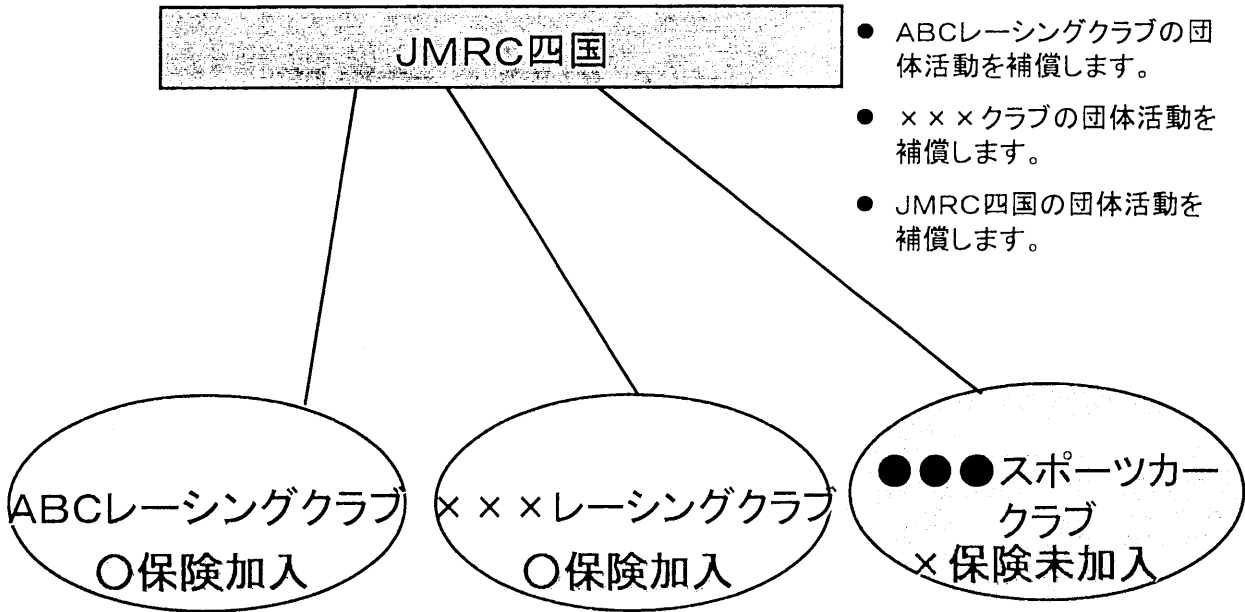 JMRC四国
● ABCレーシングクラブの団
体活動を補償します。
● ×××クラブの団体活動を
補償します。
● JMRC四国の団体活動を
補償します。
ABCレーシングクラブ
○保険加入
×××レーシングクラブ
○保険加入
●●●スポーツカー
クラブ
×保険未加入